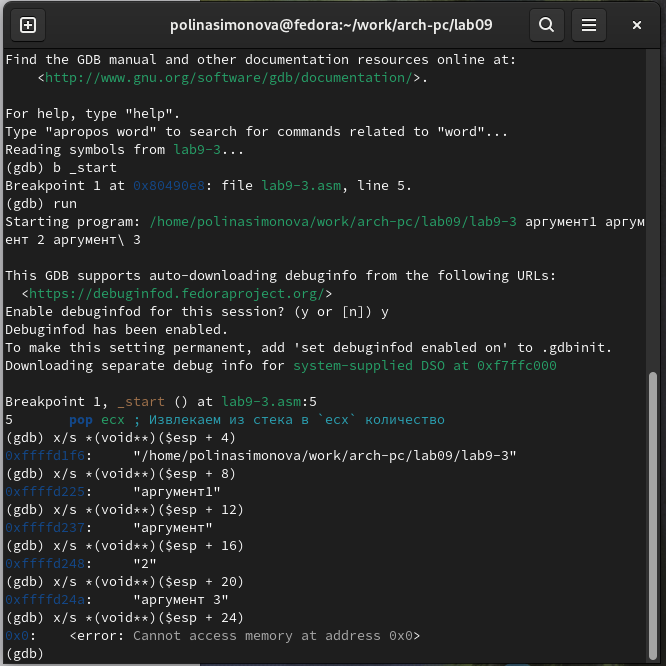 polinasimonova@fedora:~/work/arch-pc/lab09
Find the GDB manual and other documentation resources online at:
    <http://www.gnu.org/software/gdb/documentation/>.

For help, type "help".
Type "apropos word" to search for commands related to "word"...
Reading symbols from lab9-3...
(gdb) b _start
Breakpoint 1 at 0x80490e8: file lab9-3.asm, line 5.
(gdb) run
Starting program: /home/polinasimonova/work/arch-pc/lab09/lab9-3 аргумент1 аргум
ент 2 аргумент\ 3

This GDB supports auto-downloading debuginfo from the following URLs:
  <https://debuginfod.fedoraproject.org/>
Enable debuginfod for this session? (y or [n]) y
Debuginfod has been enabled.
To make this setting permanent, add 'set debuginfod enabled on' to .gdbinit.
Downloading separate debug info for system-supplied DSO at 0xf7ffc000

Breakpoint 1, _start () at lab9-3.asm:5
5       pop ecx ; Извлекаем из стека в `ecx` количество
(gdb) x/s *(void**)($esp + 4)
0xffffd1f6:     "/home/polinasimonova/work/arch-pc/lab09/lab9-3"
(gdb) x/s *(void**)($esp + 8)
0xffffd225:     "аргумент1"
(gdb) x/s *(void**)($esp + 12)
0xffffd237:     "аргумент"
(gdb) x/s *(void**)($esp + 16)
0xffffd248:     "2"
(gdb) x/s *(void**)($esp + 20)
0xffffd24a:     "аргумент 3"
(gdb) x/s *(void**)($esp + 24)
0x0:    <error: Cannot access memory at address 0x0>
(gdb)